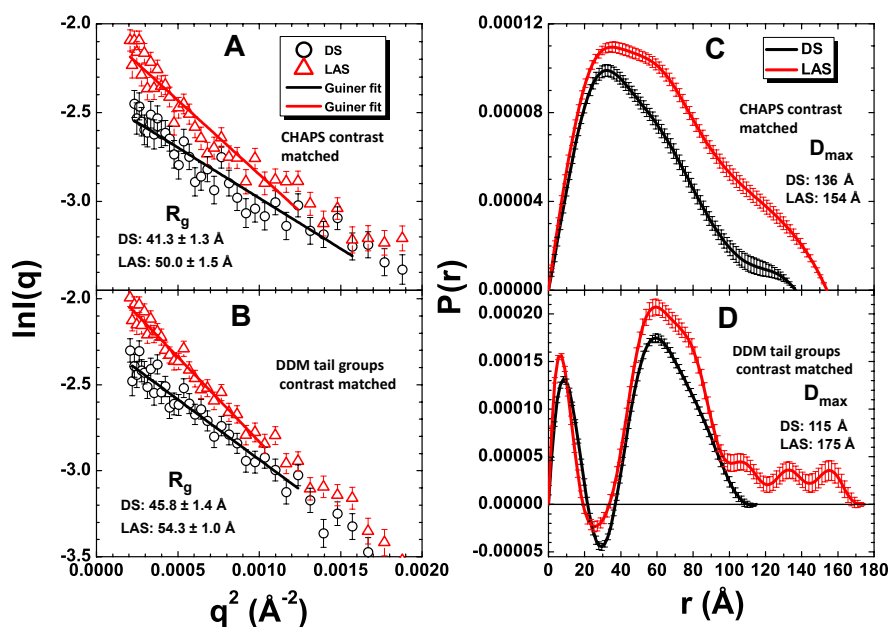 A
DS
LAS
Guiner fit
Guiner fit
CHAPS contrast
matched
Rg
DS: 41.3 ± 1.3 Å
LAS: 50.0 ± 1.5 Å
-2.0
-2.5
-3.0
B
DDM tail groups
contrast matched
Rg
DS: 45.8 ± 1.4 Å
LAS: 54.3 ± 1.0 Å
-2.0
-2.5
-3.0
-3.5
lnI(q)
0.0000 0.0005 0.0010 0.0015 0.0020
q² (Å⁻²)
C
DS
LAS
CHAPS contrast
matched
Dmax
DS: 136 Å
LAS: 154 Å
0.00012
0.00008
0.00004
P(r)
D
DDM tail groups
contrast matched
Dmax
DS: 115 Å
LAS: 175 Å
0.00020
0.00015
0.00010
0.00005
0.00000
-0.00005
0 20 40 60 80 100 120 140 160 180
r (Å)